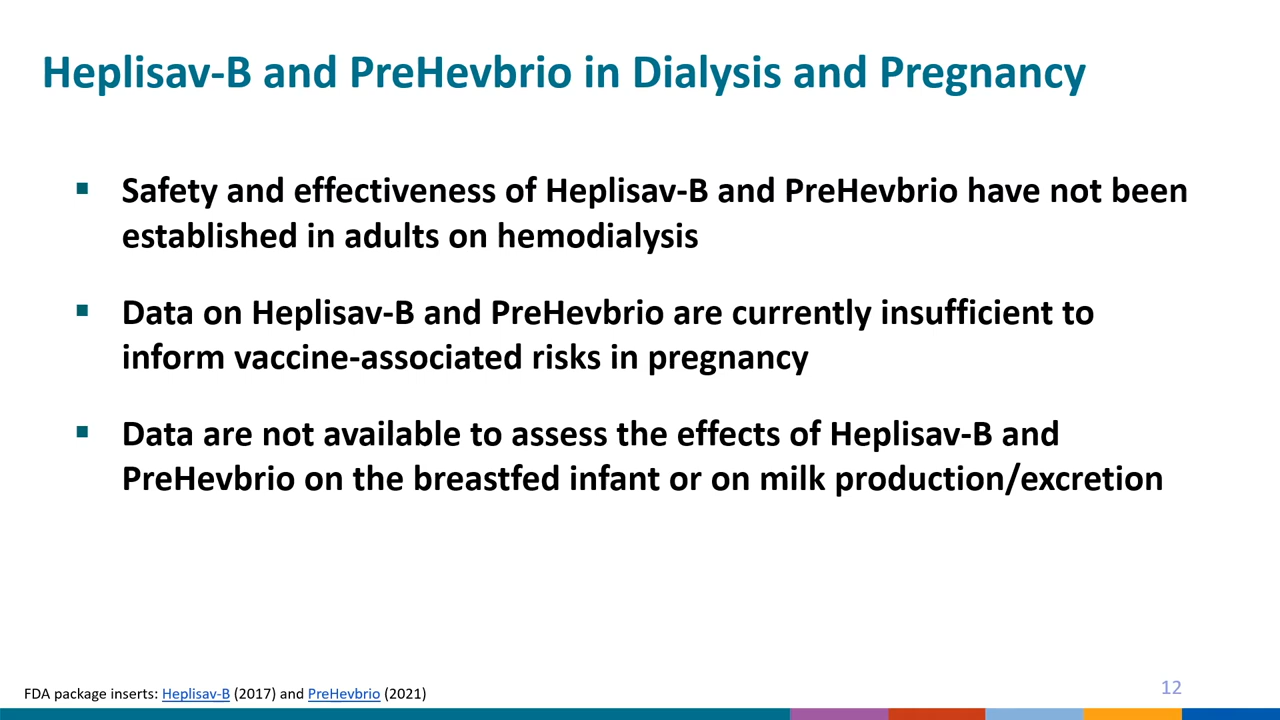 Heplisav-B and PreHevbrio in Dialysis and Pregnancy
▪ Safety and effectiveness of Heplisav-B and PreHevbrio have not been
established in adults on hemodialysis
▪ Data on Heplisav-B and PreHevbrio are currently insufficient to
inform vaccine-associated risks in pregnancy
▪ Data are not available to assess the effects of Heplisav-B and
PreHevbrio on the breastfed infant or on milk production/excretion
FDA package inserts: Heplisav-B (2017) and PreHevbrio (2021)
12